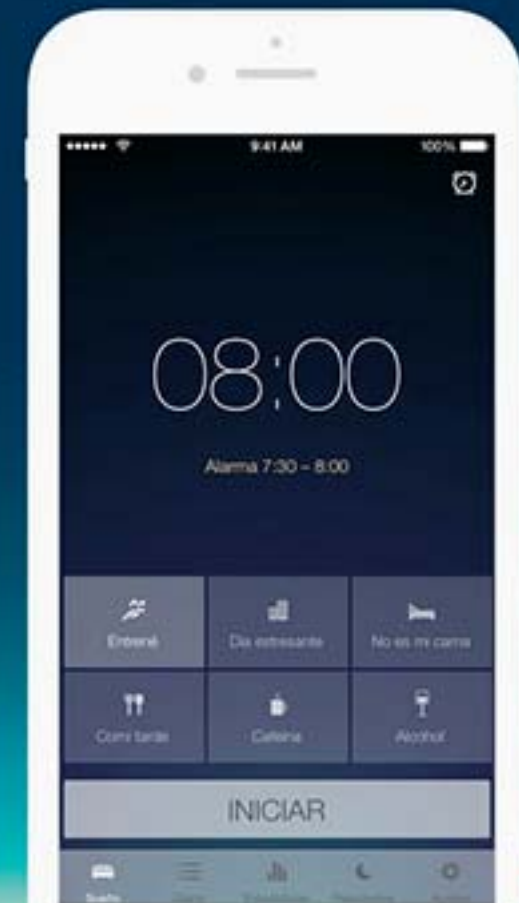 9:41 AM 100%
08:00
Alarma 7:30 – 8:00
Entrené Día estresante No es mi cama
Comí tarde Cafeína Alcohol
INICIAR
Sueño